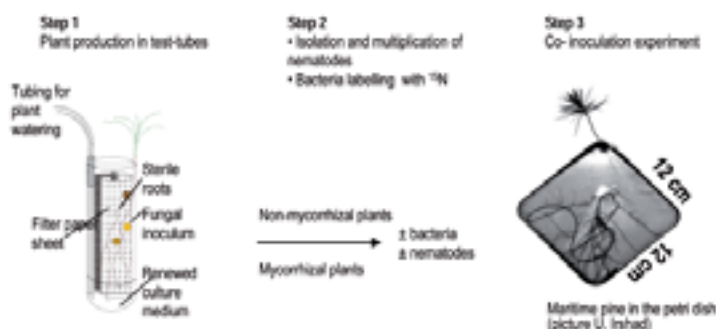 Step 1
Plant production in test-tubes
Step 2
• Isolation and multiplication of
nematodes
• Bacteria labelling with ¹⁵N
Step 3
Co- inoculation experiment
Tubing for
plant
watering
Sterile
roots
Filter paper
sheet
Fungal
inoculum
Renewed
culture
medium
Non-mycorrhizal plants
Mycorrhizal plants
± bacteria
± nematodes
12 cm
12 cm
Maritime pine in the petri dish
(picture U. Irshad)